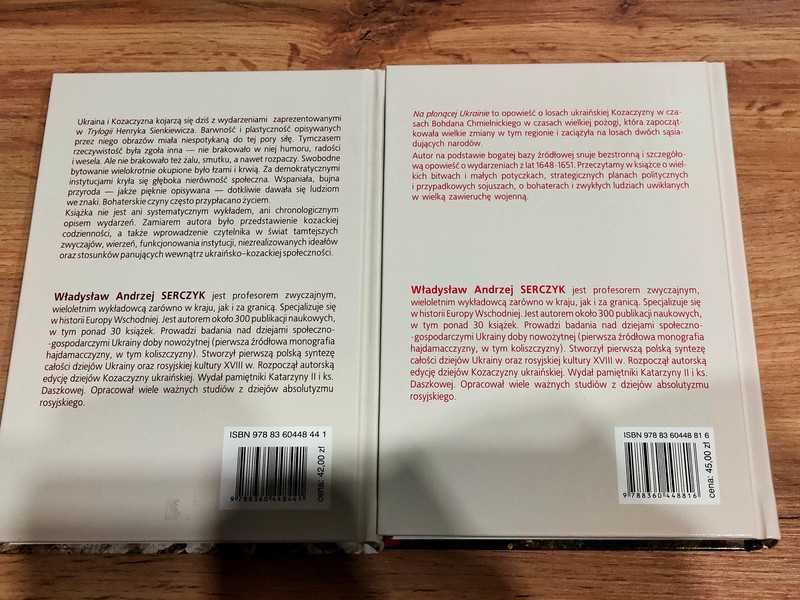 Ukraina i Kozaczyzna kojarzą się dziś z wydarzeniami zaprezentowanymi
w Trylogii Henryka Sienkiewicza. Barwność i plastyczność opisywanych
przez niego obrazów miała niespotykaną do tej pory siłę. Tymczasem
rzeczywistość była zgoła inna — nie brakowało w niej humoru, radości
i wesela. Ale nie brakowało też żalu, smutku, a nawet rozpaczy. Swobodne
bytowanie wielokrotnie okupione było łzami i krwią. Za demokratycznymi
instytucjami kryła się głęboka nierówność społeczna. Wspaniała, bujna
przyroda — jakże pięknie opisywana — dotkliwie dawała się ludziom
we znaki. Bohaterskie czyny często przypłacano życiem.
Książka nie jest ani systematycznym wykładem, ani chronologicznym
opisem wydarzeń. Zamiarem autora było przedstawienie kozackiej
codzienności, a także wprowadzenie czytelnika w świat tamtejszych
zwyczajów, wierzeń, funkcjonowania instytucji, niezrealizowanych ideałów
oraz stosunków panujących wewnątrz ukraińsko–kozackiej społeczności.
Władysław Andrzej SERCZYK jest profesorem zwyczajnym,
wieloletnim wykładowcą zarówno w kraju, jak i za granicą. Specjalizuje się
w historii Europy Wschodniej. Jest autorem około 300 publikacji naukowych,
w tym ponad 30 książek. Prowadzi badania nad dziejami społeczno-
-gospodarczymi Ukrainy doby nowożytnej (pierwsza źródłowa monografia
hajdamacczyzny, w tym koliszczyzny). Stworzył pierwszą polską syntezę
całości dziejów Ukrainy oraz rosyjskiej kultury XVIII w. Rozpoczął autorską
edycję dziejów Kozaczyzny ukraińskiej. Wydał pamiętniki Katarzyny II i ks.
Daszkowej. Opracował wiele ważnych studiów z dziejów absolutyzmu
rosyjskiego.
ISBN 978 83 60448 44 1
9 788360 448441
cena: 42,00 zł
Na płonącej Ukrainie to opowieść o losach ukraińskiej Kozaczyzny w cza-
sach Bohdana Chmielnickiego w czasach wielkiej pożogi, która zapocząt-
kowała wielkie zmiany w tym regionie i zaciążyła na losach dwóch sąsia-
dujących narodów.
Autor na podstawie bogatej bazy źródłowej snuje bezstronną i szczegóło-
wą opowieść o wydarzeniach z lat 1648-1651. Przeczytamy w książce o wiel-
kich bitwach i małych potyczkach, strategicznych planach politycznych
i przypadkowych sojuszach, o bohaterach i zwykłych ludziach uwikłanych
w wielką zawieruchę wojenną.
Władysław Andrzej SERCZYK jest profesorem zwyczajnym,
wieloletnim wykładowcą zarówno w kraju, jak i za granicą. Specjalizuje się
w historii Europy Wschodniej. Jest autorem około 300 publikacji naukowych,
w tym ponad 30 książek. Prowadzi badania nad dziejami społeczno-
-gospodarczymi Ukrainy doby nowożytnej (pierwsza źródłowa monografia
hajdamacczyzny, w tym koliszczyzny). Stworzył pierwszą polską syntezę
całości dziejów Ukrainy oraz rosyjskiej kultury XVIII w. Rozpoczął autorską
edycję dziejów Kozaczyzny ukraińskiej. Wydał pamiętniki Katarzyny II i ks.
Daszkowej. Opracował wiele ważnych studiów z dziejów absolutyzmu
rosyjskiego.
ISBN 978 83 60448 81 6
9 788360 448816
cena: 45,00 zł